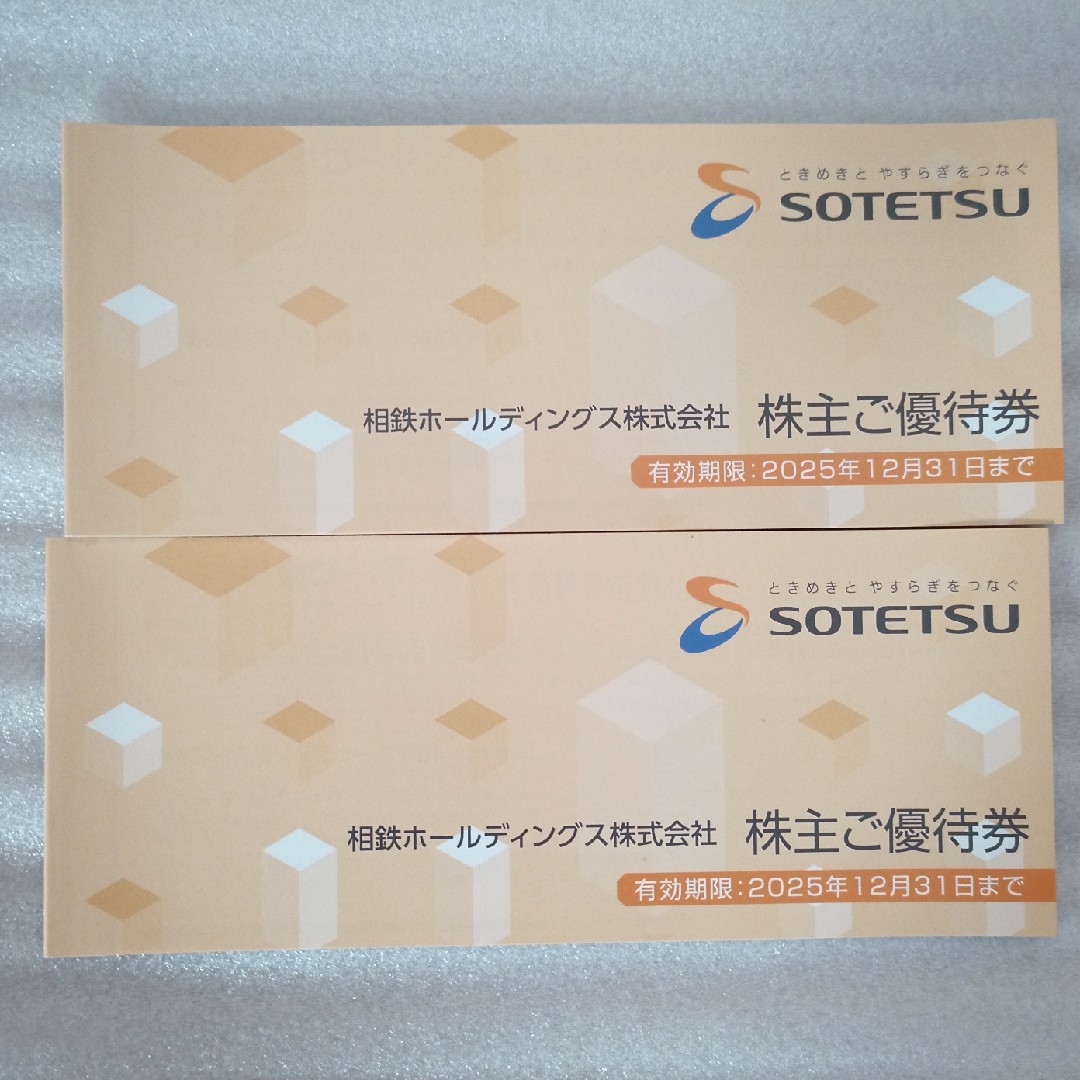 ときめきと やすらぎをつなぐ
SOTETSU
相鉄ホールディングス株式会社 株主ご優待券
有効期限:2025年12月31日まで
ときめきと やすらぎをつなぐ
SOTETSU
相鉄ホールディングス株式会社 株主ご優待券
有効期限:2025年12月31日まで